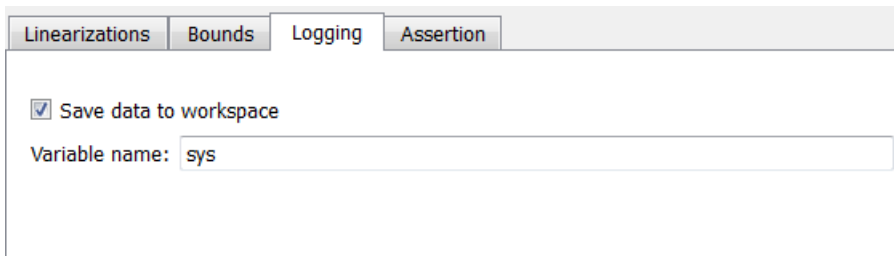 Linearizations Bounds Logging Assertion
Save data to workspace
Variable name: sys